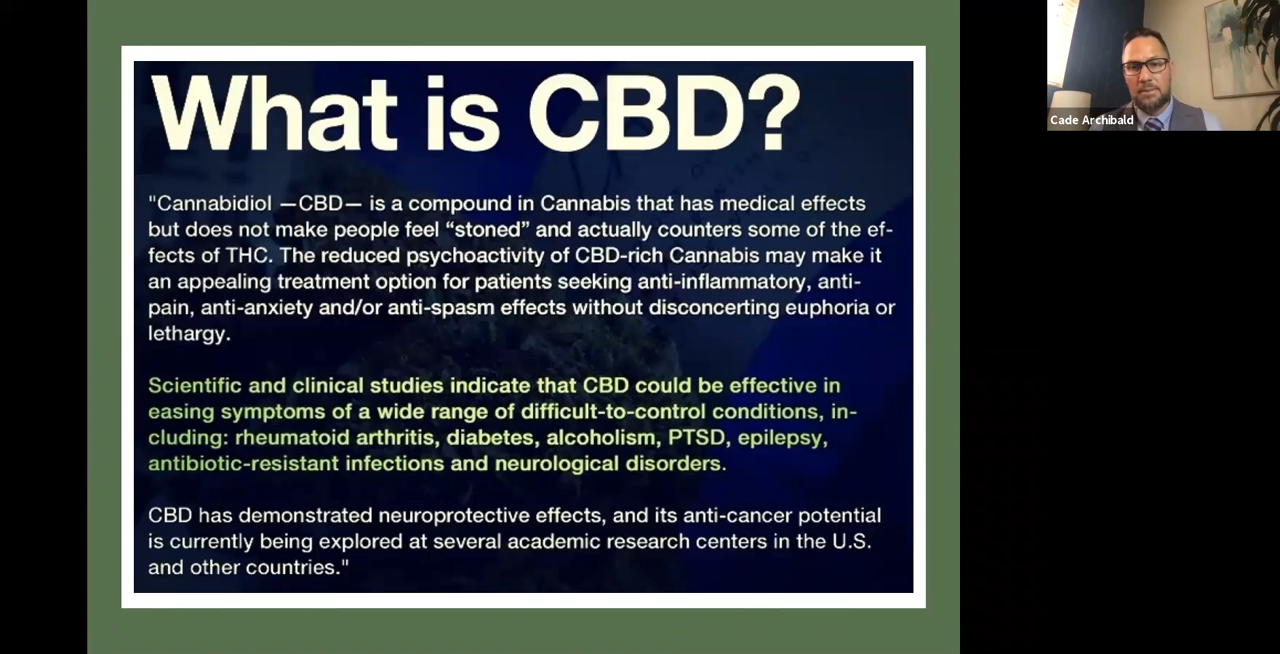 What is CBD?
"Cannabidiol —CBD— is a compound in Cannabis that has medical effects
but does not make people feel “stoned” and actually counters some of the ef-
fects of THC. The reduced psychoactivity of CBD-rich Cannabis may make it
an appealing treatment option for patients seeking anti-inflammatory, anti-
pain, anti-anxiety and/or anti-spasm effects without disconcerting euphoria or
lethargy.
Scientific and clinical studies indicate that CBD could be effective in
easing symptoms of a wide range of difficult-to-control conditions, in-
cluding: rheumatoid arthritis, diabetes, alcoholism, PTSD, epilepsy,
antibiotic-resistant infections and neurological disorders.
CBD has demonstrated neuroprotective effects, and its anti-cancer potential
is currently being explored at several academic research centers in the U.S.
and other countries."
Cade Archibald